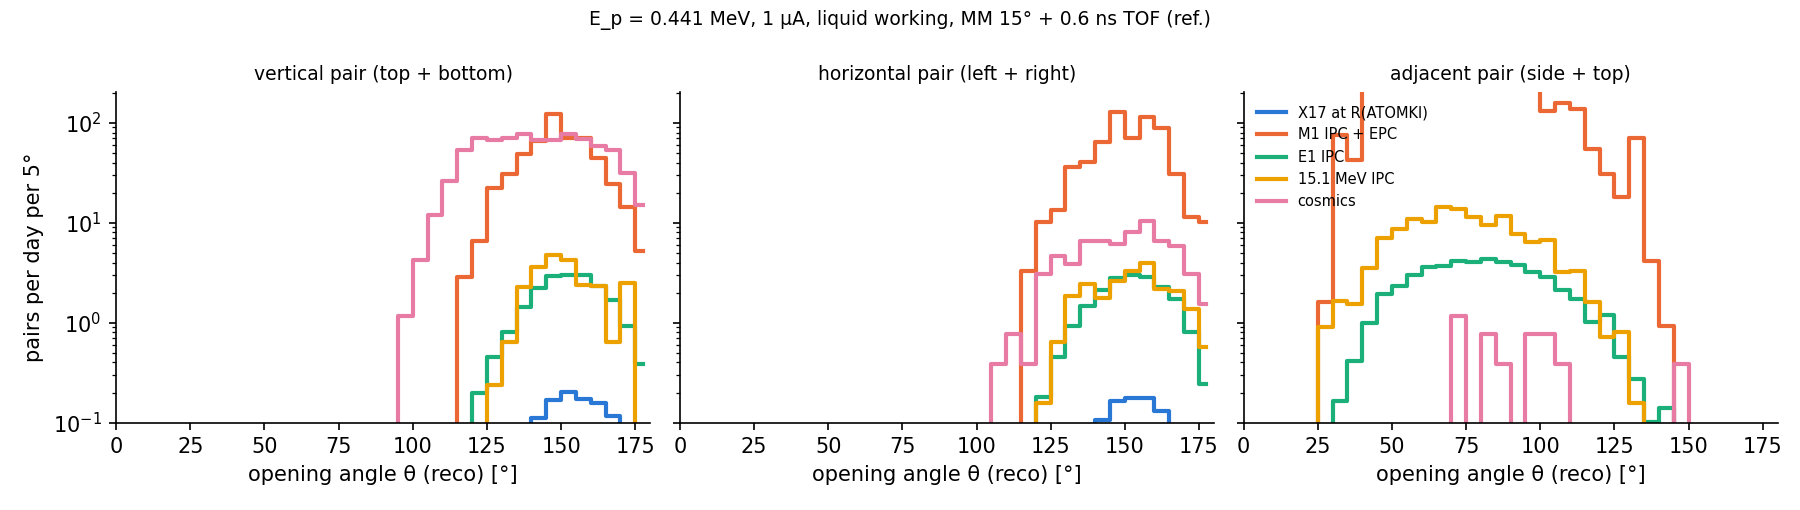 E_p = 0.441 MeV, 1 μA, liquid working, MM 15° + 0.6 ns TOF (ref.)
vertical pair (top + bottom)
horizontal pair (left + right)
adjacent pair (side + top)
pairs per day per 5°
10²
10¹
10⁰
10⁻¹
0 25 50 75 100 125 150 175
0 25 50 75 100 125 150 175
0 25 50 75 100 125 150 175
opening angle θ (reco) [°]
opening angle θ (reco) [°]
opening angle θ (reco) [°]
X17 at R(ATOMKI)
M1 IPC + EPC
E1 IPC
15.1 MeV IPC
cosmics